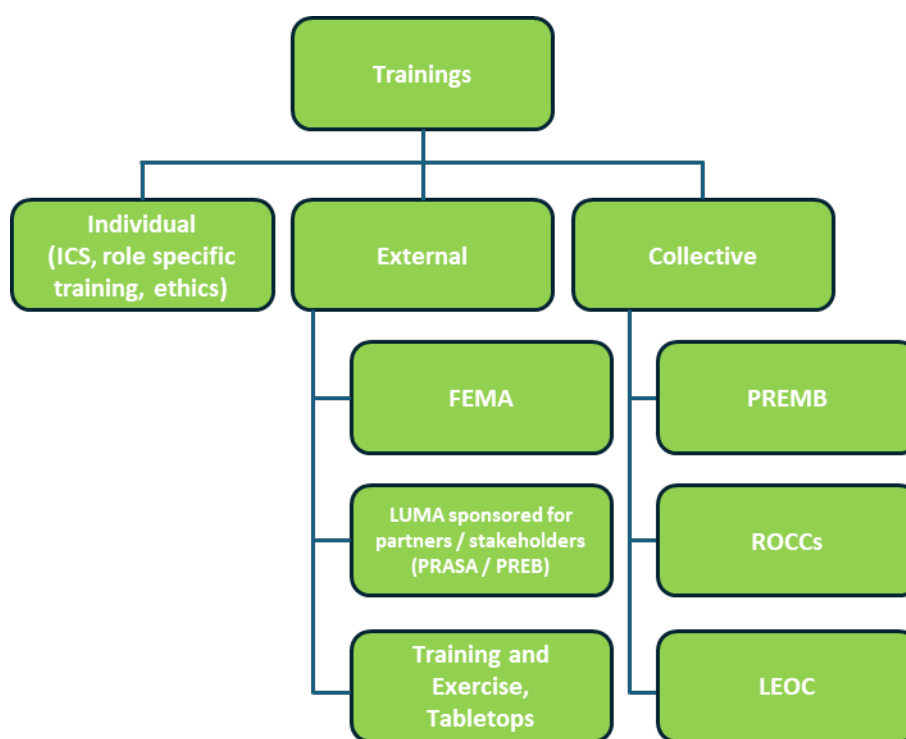 Trainings
Individual
(ICS, role specific
training, ethics)
External
Collective
FEMA
PREMB
LUMA sponsored for
partners / stakeholders
(PRASA / PREB)
ROCCs
Training and
Exercise,
Tabletops
LEOC